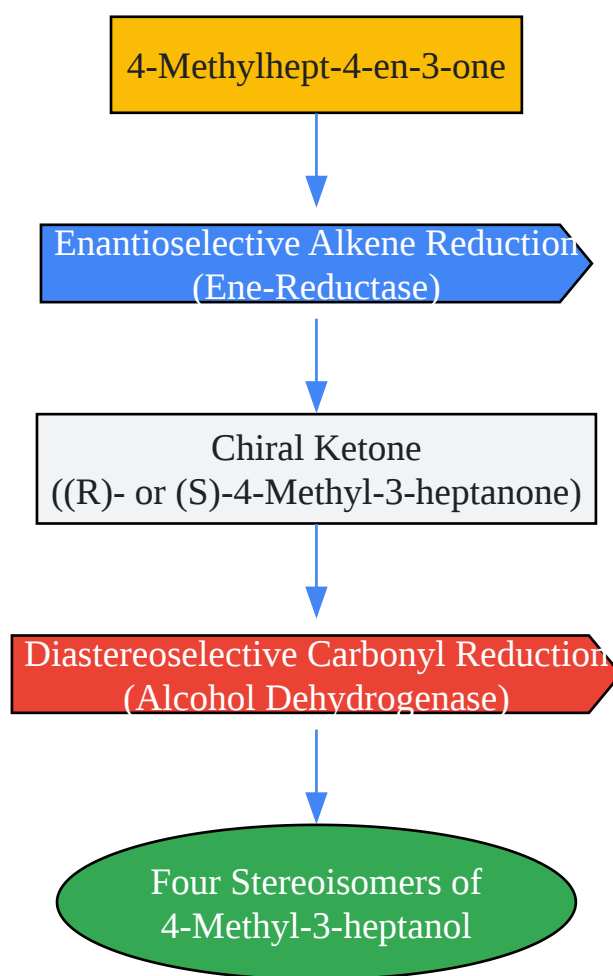 4-Methylhept-4-en-3-one
Enantioselective Alkene Reduction
(Ene-Reductase)
Chiral Ketone
((R)- or (S)-4-Methyl-3-heptanone)
Diastereoselective Carbonyl Reduction
(Alcohol Dehydrogenase)
Four Stereoisomers of
4-Methyl-3-heptanol